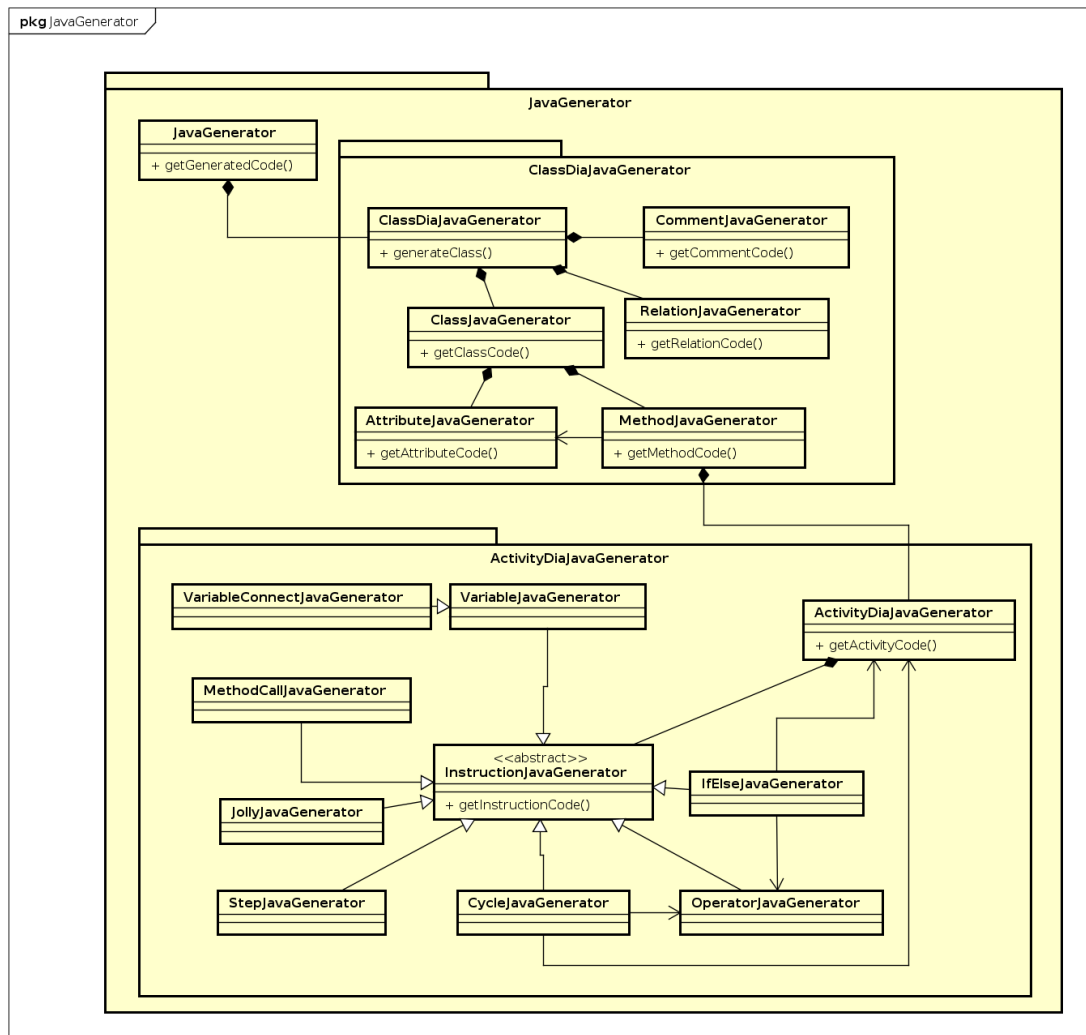 pkg JavaGenerator
JavaGenerator
JavaGenerator
+ getGeneratedCode()
ClassDiaJavaGenerator
ClassDiaJavaGenerator
+ generateClass()
CommentJavaGenerator
+ getCommentCode()
ClassJavaGenerator
+ getClassCode()
RelationJavaGenerator
+ getRelationCode()
AttributeJavaGenerator
+ getAttributeCode()
MethodJavaGenerator
+ getMethodCode()
ActivityDiaJavaGenerator
VariableConnectJavaGenerator
VariableJavaGenerator
ActivityDiaJavaGenerator
+ getActivityCode()
MethodCallJavaGenerator
<<abstract>>
InstructionJavaGenerator
+ getInstructionCode()
IfElseJavaGenerator
JollyJavaGenerator
StepJavaGenerator
CycleJavaGenerator
OperatorJavaGenerator